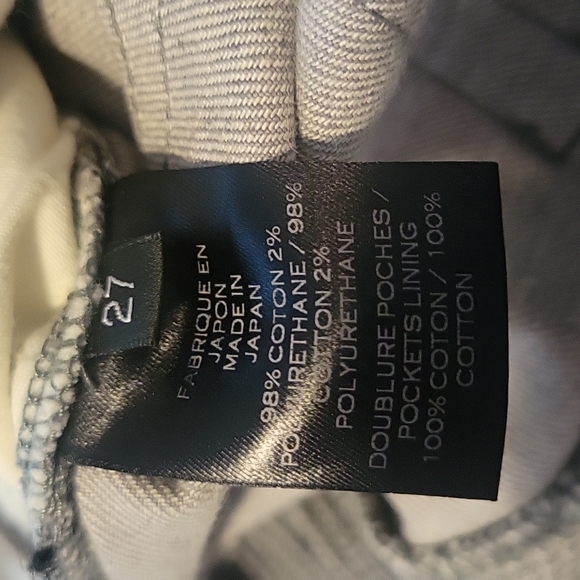 27
FABRIQUE EN
JAPON
MADE IN
JAPAN
98% COTON 2%
POLYURETHANE / 98%
COTTON 2%
POLYURETHANE
DOUBLURE POCHES /
POCKETS LINING
100% COTON / 100%
COTTON